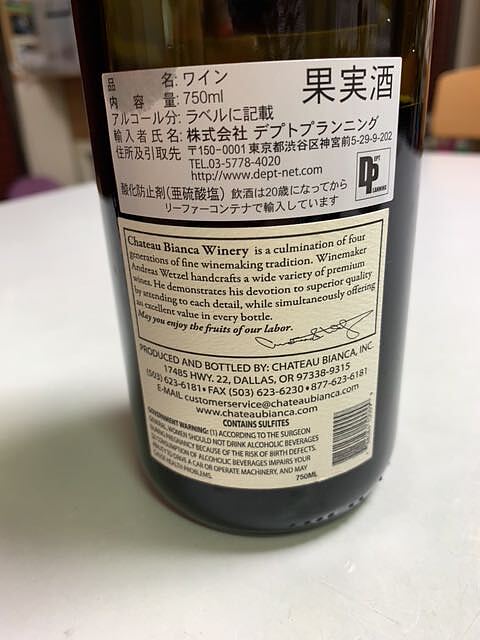 品　名: ワイン
果実酒
内 容 量: 750ml
アルコール分: ラベルに記載
輸入者氏名: 株式会社 デプトプランニング
住所及引取先 〒150-0001 東京都渋谷区神宮前5-29-9-202
TEL.03-5778-4020
http://www.dept-net.com
DEPT
DP
PLANNING
酸化防止剤(亜硫酸塩) 飲酒は20歳になってから
リーファーコンテナで輸入しています
Chateau Bianca Winery is a culmination of four
generations of fine winemaking tradition. Winemaker
Andreas Wetzel handcrafts a wide variety of premium
wines. He demonstrates his devotion to superior quality
by attending to each detail, while simultaneously offering
an excellent value in every bottle.
May you enjoy the fruits of our labor.
PRODUCED AND BOTTLED BY: CHATEAU BIANCA, INC.
17485 HWY. 22, DALLAS, OR 97338-9315
(503) 623-6181 • FAX (503) 623-6230 • 877-623-6181
E-MAIL customerservice@chateaubianca.com
www.chateaubianca.com
CONTAINS SULFITES
GOVERNMENT WARNING: (1) ACCORDING TO THE SURGEON
GENERAL, WOMEN SHOULD NOT DRINK ALCOHOLIC BEVERAGES
DURING PREGNANCY BECAUSE OF THE RISK OF BIRTH DEFECTS.
CONSUMPTION OF ALCOHOLIC BEVERAGES IMPAIRS YOUR
ABILITY TO DRIVE A CAR OR OPERATE MACHINERY, AND MAY
CAUSE HEALTH PROBLEMS.
750ML